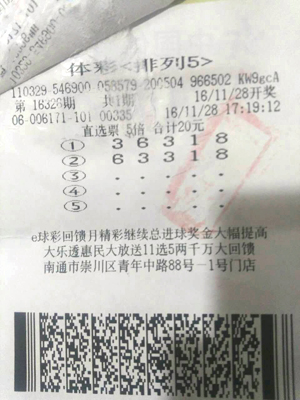 体彩<排列5>
110329-546900-058579-200504 966502 KW9gcA
第16326期 共1期 16/11/28开奖
06-006171-101 00335 16/11/28 17:19:12
直选票 5倍 合计20元
① 3 6 3 1 8
② 6 3 3 1 8
③ - - - - -
④ - - - - -
⑤ - - - - -
e球彩回馈月精彩继续总进球奖金大幅提高
大乐透惠民大放送11选5两千万大回馈
南通市崇川区青年中路88号-1号门店